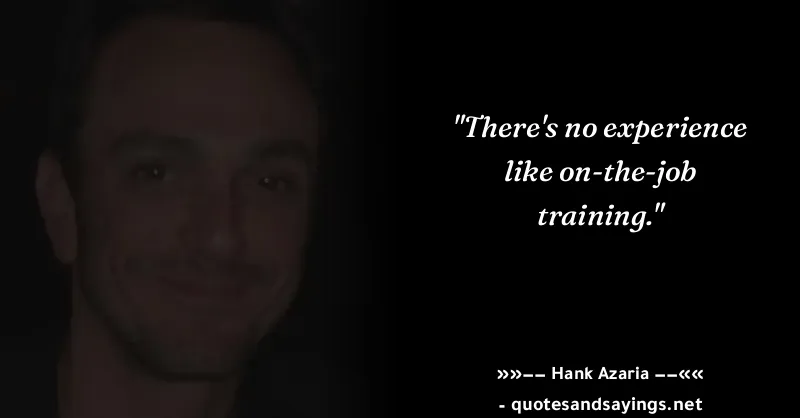 "There's no experience
like on-the-job
training."
»»—— Hank Azaria ——««
- quotesandsayings.net